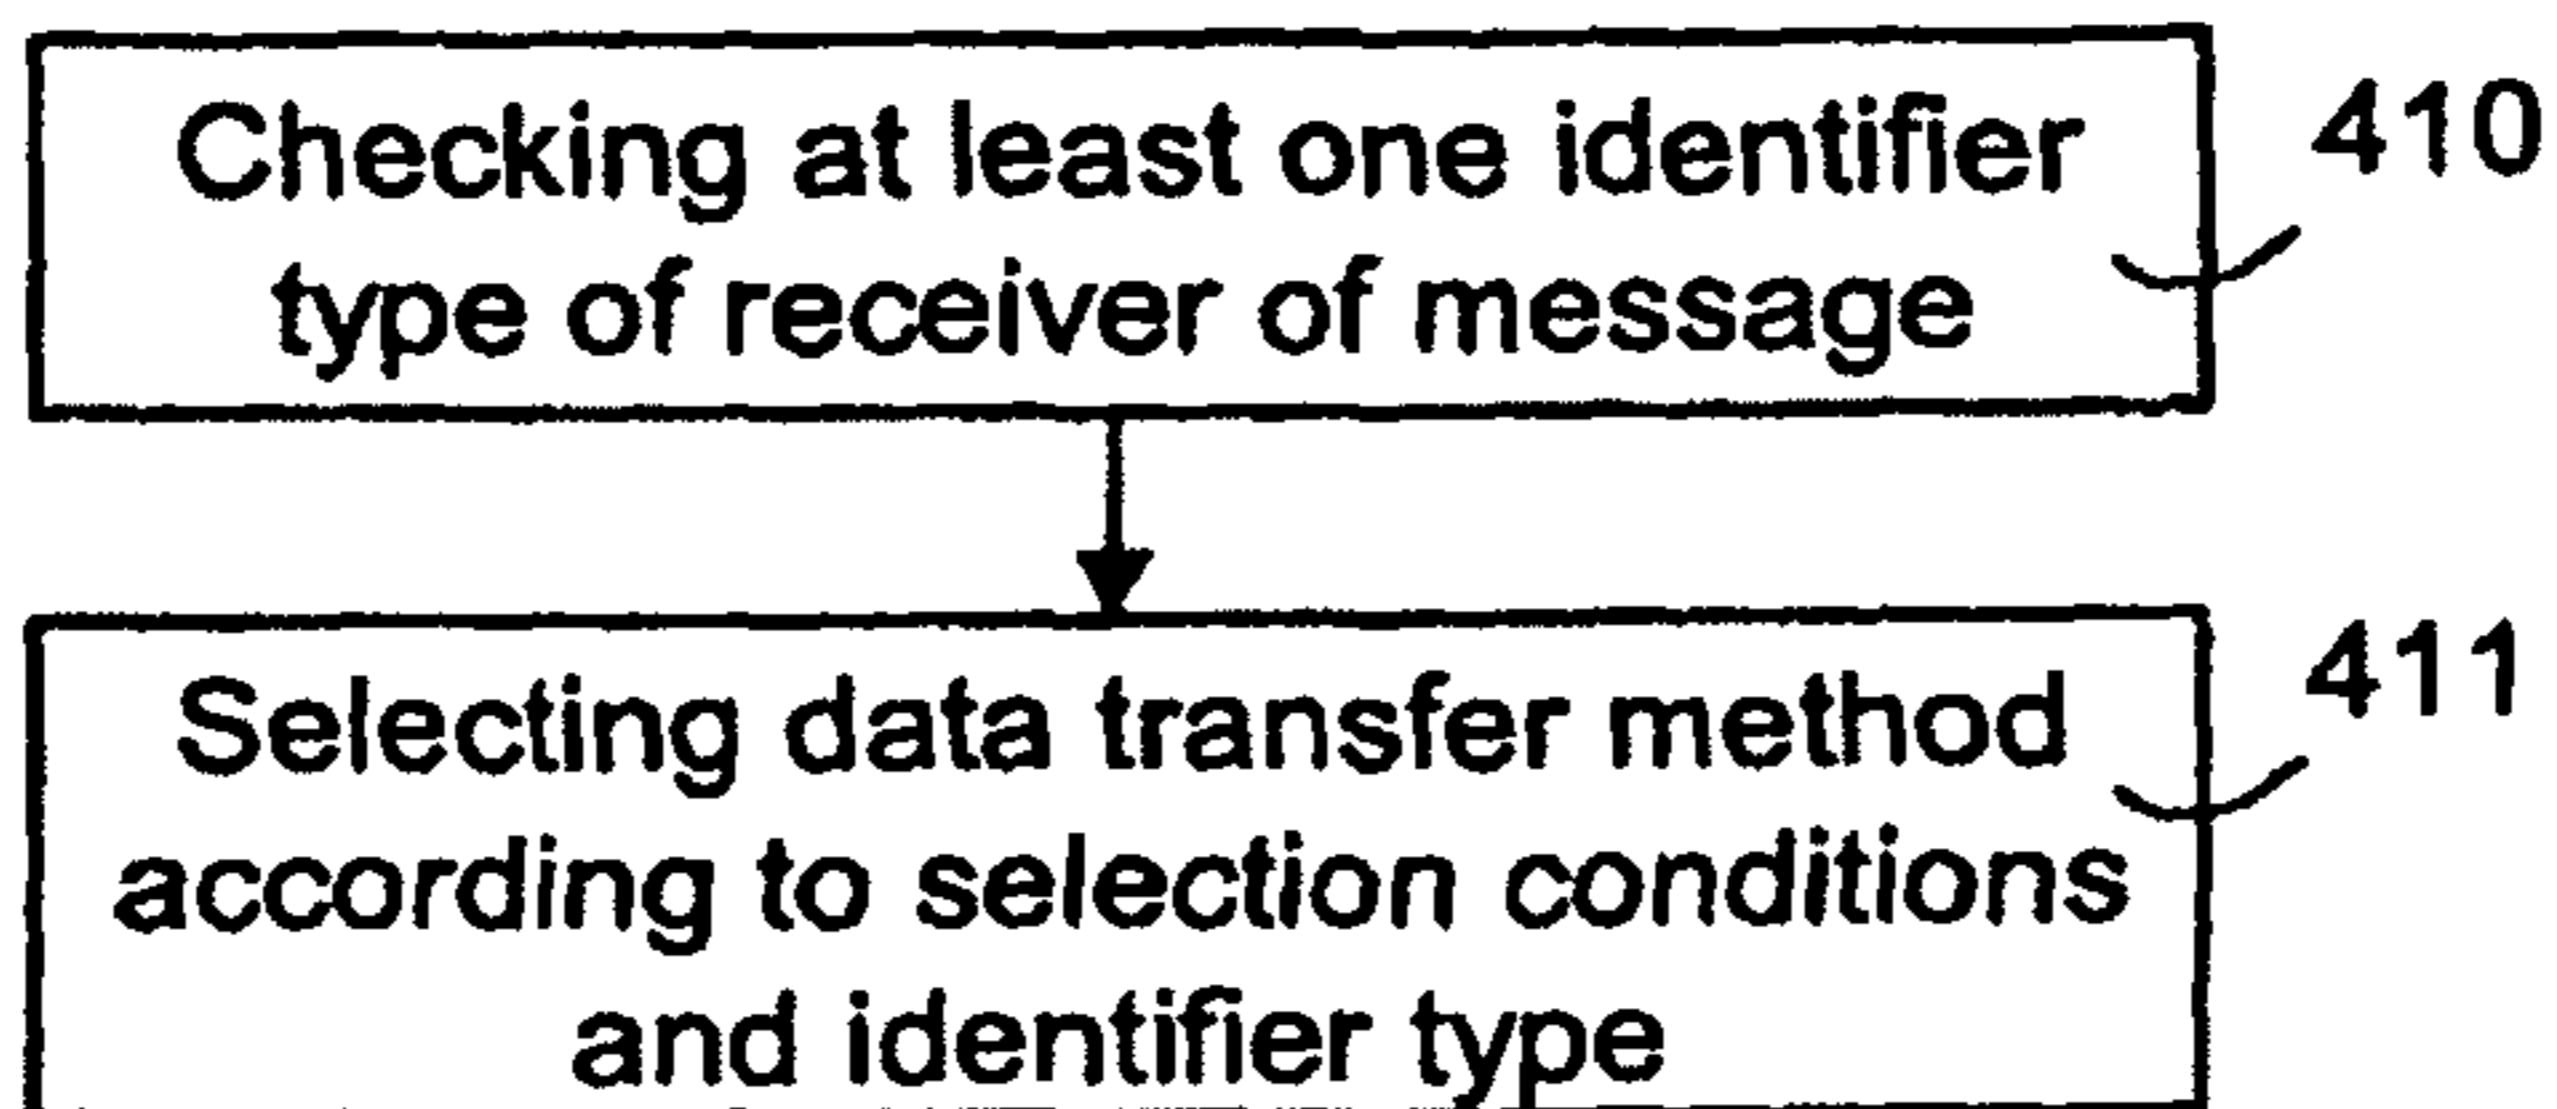 Checking at least one identifier
type of receiver of message
410
Selecting data transfer method
according to selection conditions
and identifier type
411